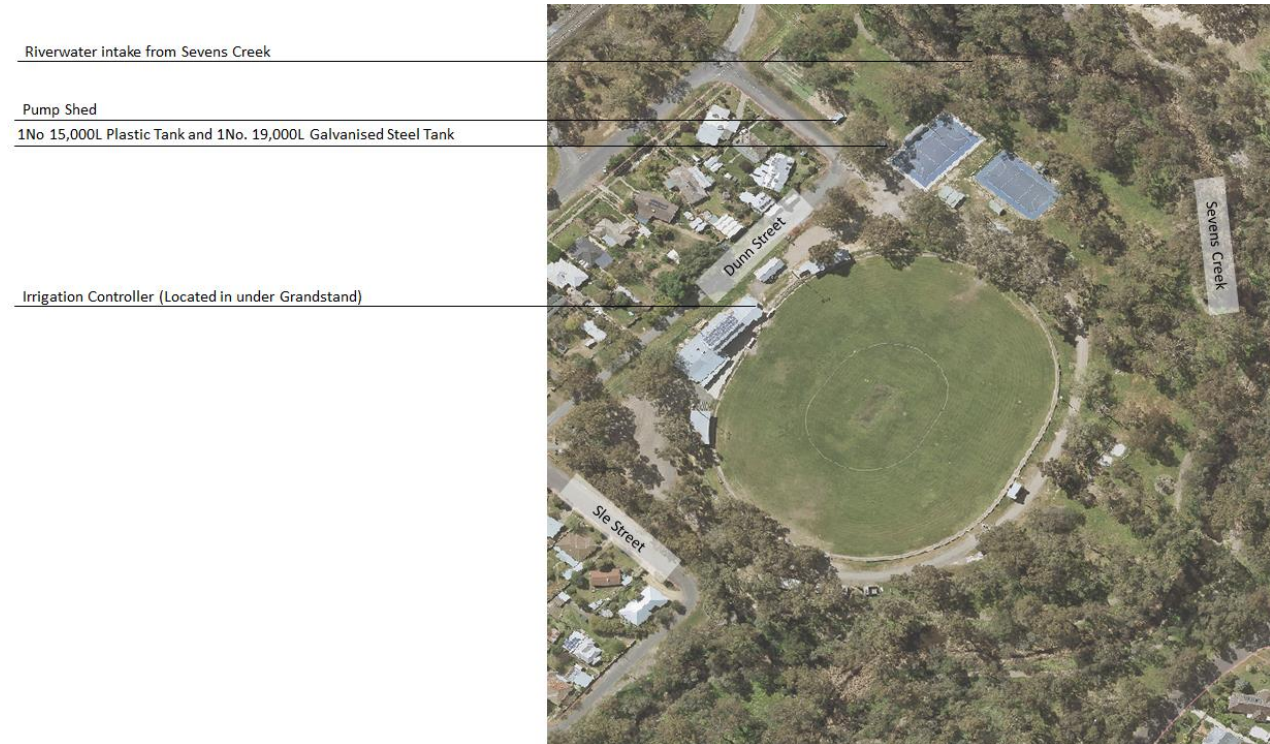 Riverwater intake from Sevens Creek
Pump Shed
1No 15,000L Plastic Tank and 1No. 19,000L Galvanised Steel Tank
Sevens Creek
Dunn Street
Irrigation Controller (Located in under Grandstand)
Sle Street